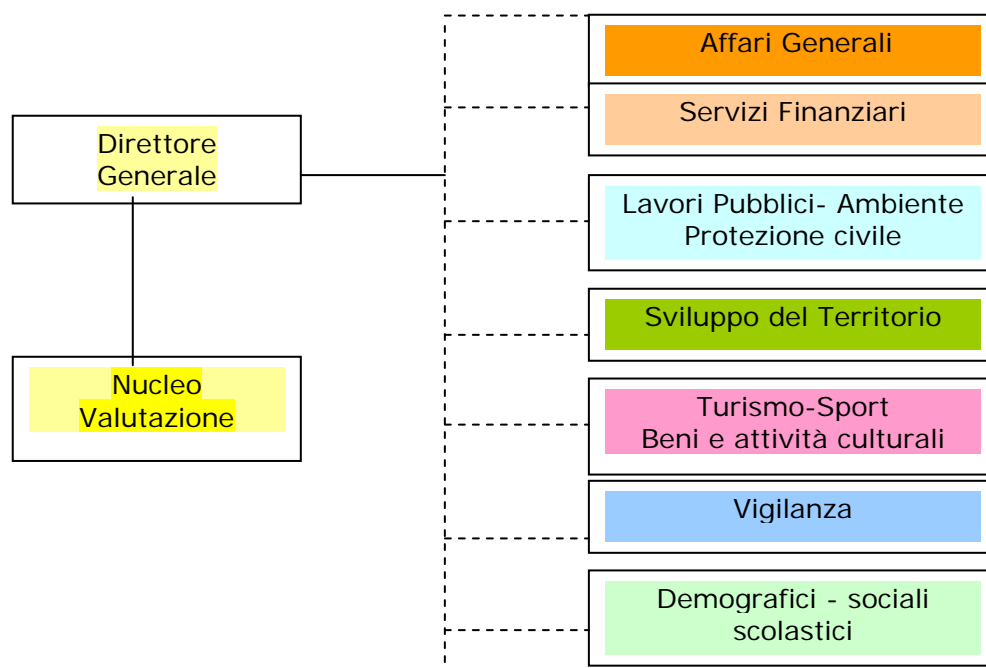 Direttore
Generale
Nucleo
Valutazione
Affari Generali
Servizi Finanziari
Lavori Pubblici- Ambiente
Protezione civile
Sviluppo del Territorio
Turismo-Sport
Beni e attività culturali
Vigilanza
Demografici - sociali
scolastici